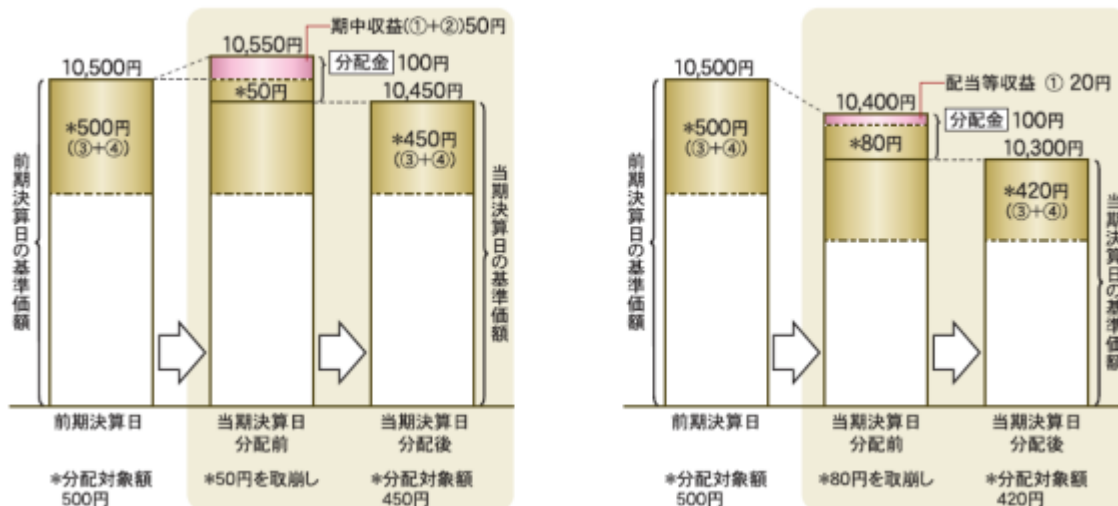 期中収益(①+②)50円
10,550円
分配金 100円
10,500円
*50円
10,450円
*500円
(③+④)
*450円
(③+④)
前期決算日の基準価額
当期決算日の基準価額
前期決算日
当期決算日
分配前
当期決算日
分配後
*分配対象額
500円
*50円を取崩し
*分配対象額
450円
10,500円
配当等収益 ① 20円
10,400円
分配金 100円
*500円
(③+④)
*80円
10,300円
*420円
(③+④)
前期決算日の基準価額
当期決算日の基準価額
前期決算日
当期決算日
分配前
当期決算日
分配後
*分配対象額
500円
*80円を取崩し
*分配対象額
420円